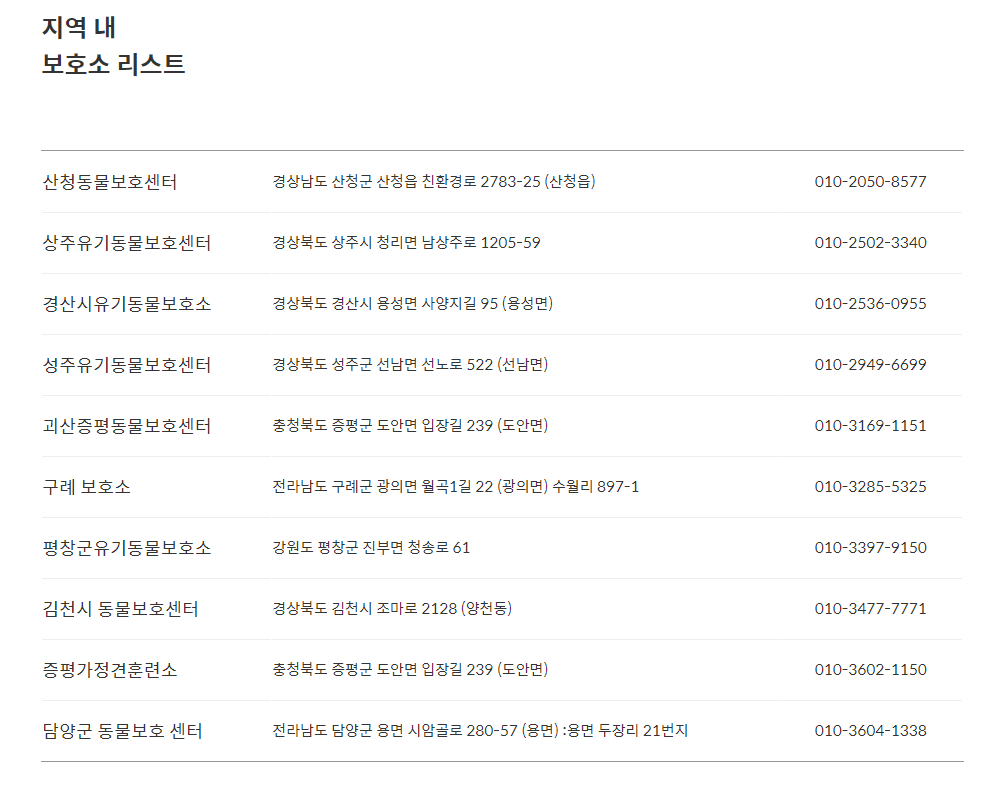 지역 내
보호소 리스트
산청동물보호센터 경상남도 산청군 산청읍 친환경로 2783-25 (산청읍) 010-2050-8577
상주유기동물보호센터 경상북도 상주시 청리면 남상주로 1205-59 010-2502-3340
경산시유기동물보호소 경상북도 경산시 용성면 사양지길 95 (용성면) 010-2536-0955
성주유기동물보호센터 경상북도 성주군 선남면 선노로 522 (선남면) 010-2949-6699
괴산증평동물보호센터 충청북도 증평군 도안면 입장길 239 (도안면) 010-3169-1151
구례 보호소 전라남도 구례군 광의면 월곡1길 22 (광의면) 수월리 897-1 010-3285-5325
평창군유기동물보호소 강원도 평창군 진부면 청송로 61 010-3397-9150
김천시 동물보호센터 경상북도 김천시 조마로 2128 (양천동) 010-3477-7771
증평가정견훈련소 충청북도 증평군 도안면 입장길 239 (도안면) 010-3602-1150
담양군 동물보호 센터 전라남도 담양군 용면 시암골로 280-57 (용면) :용면 두장리 21번지 010-3604-1338